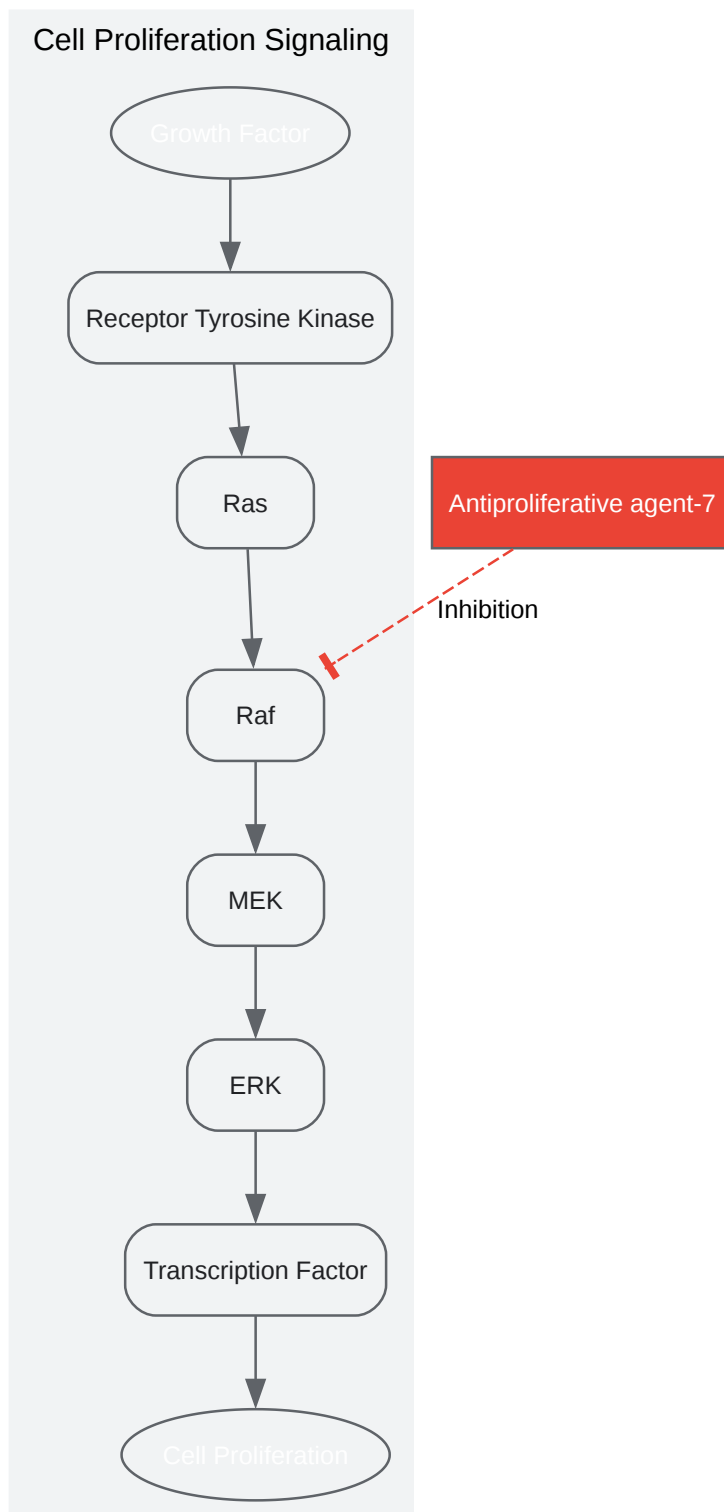 Cell Proliferation Signaling
Growth Factor
Receptor Tyrosine Kinase
Ras
Antiproliferative agent-7
Inhibition
Raf
MEK
ERK
Transcription Factor
Cell Proliferation